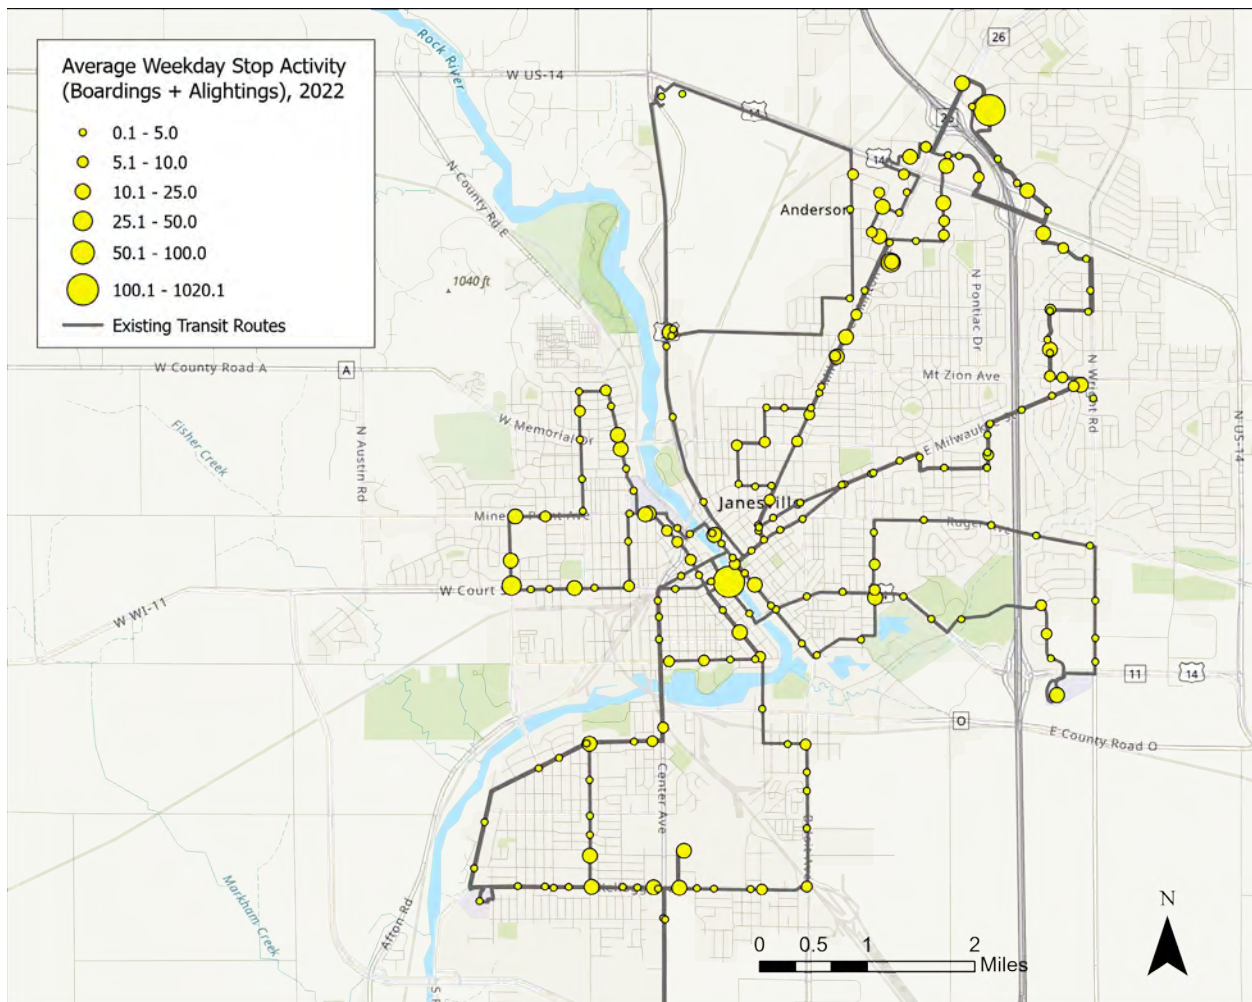 Average Weekday Stop Activity
(Boardings + Alightings), 2022
0.1 - 5.0
5.1 - 10.0
10.1 - 25.0
25.1 - 50.0
50.1 - 100.0
100.1 - 1020.1
Existing Transit Routes
Rock River
W US-14
26
14
26
14
N County Rd E
Anderson
1040 ft
N Pontiac Dr
W County Road A
A
Mt Zion Ave
N Wright Rd
N US-14
Fisher Creek
N Austin Rd
W Memorial Dr
E Milwaukee St
Janesville
Ruger Ave
W Court S
W WI-11
11
14
O
E County Road O
Center Ave
Markham Creek
Afton Rd
N
0 0.5 1 2
Miles